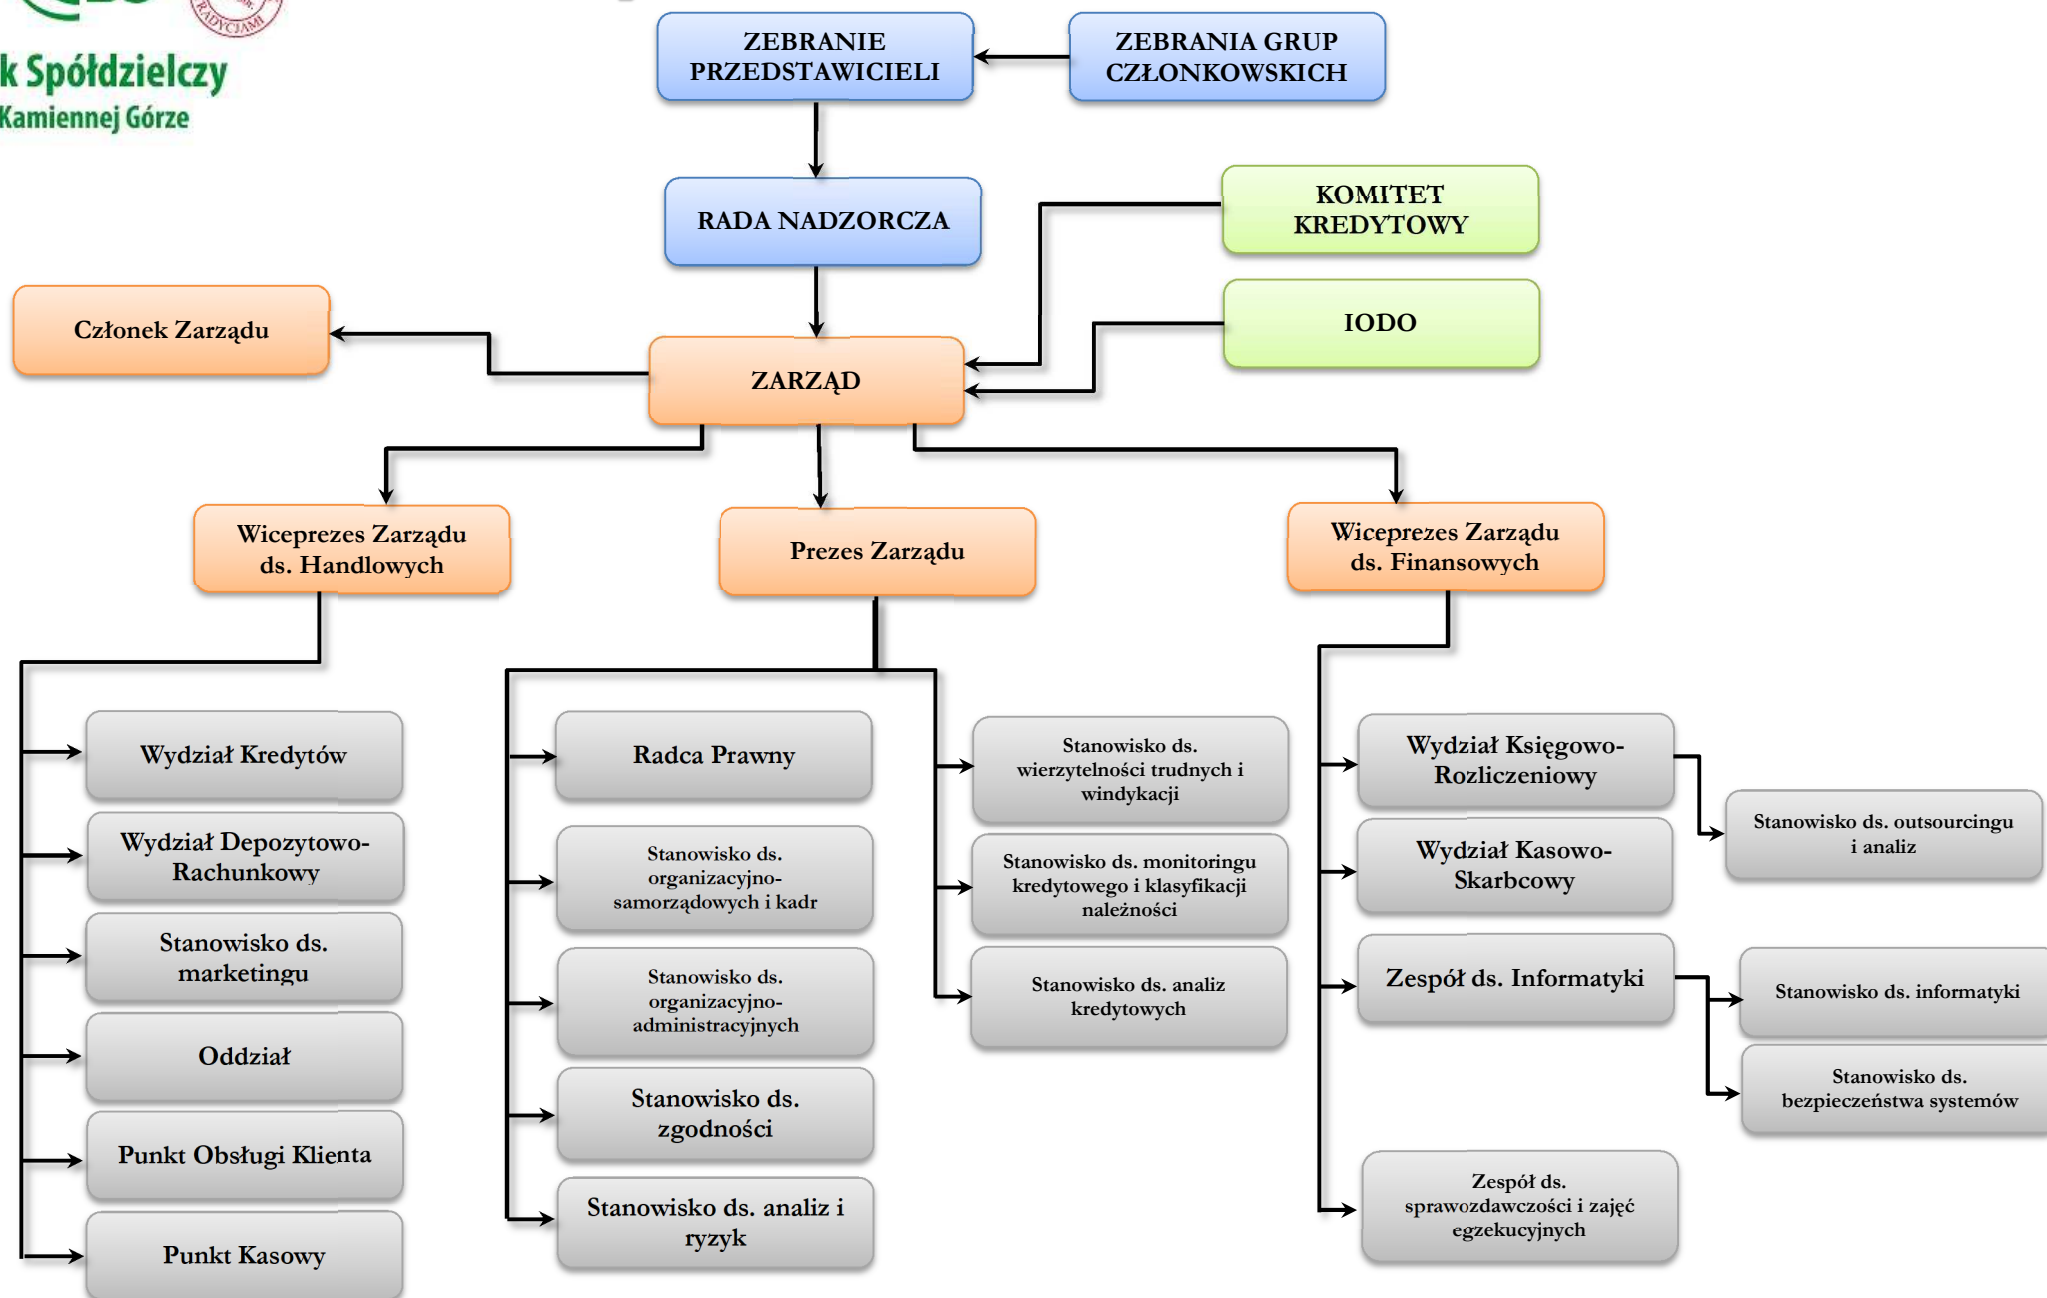 RADYCJAMI
k Spółdzielczy
Kamiennej Górze
ZEBRANIE
PRZEDSTAWICIELI
ZEBRANIA GRUP
CZŁONKOWSKICH
RADA NADZORCZA
KOMITET
KREDYTOWY
IODO
Członek Zarządu
ZARZĄD
Wiceprezes Zarządu
ds. Handlowych
Prezes Zarządu
Wiceprezes Zarządu
ds. Finansowych
Wydział Kredytów
Wydział Depozytowo-
Rachunkowy
Stanowisko ds.
marketingu
Oddział
Punkt Obsługi Klienta
Punkt Kasowy
Radca Prawny
Stanowisko ds.
organizacyjno-
samorządowych i kadr
Stanowisko ds.
organizacyjno-
administracyjnych
Stanowisko ds.
zgodności
Stanowisko ds. analiz i
ryzyk
Stanowisko ds.
wierzytelności trudnych i
windykacji
Stanowisko ds. monitoringu
kredytowego i klasyfikacji
należności
Stanowisko ds. analiz
kredytowych
Wydział Księgowo-
Rozliczeniowy
Wydział Kasowo-
Skarbcowy
Zespół ds. Informatyki
Zespół ds.
sprawozdawczości i zajęć
egzekucyjnych
Stanowisko ds. outsourcingu
i analiz
Stanowisko ds. informatyki
Stanowisko ds.
bezpieczeństwa systemów